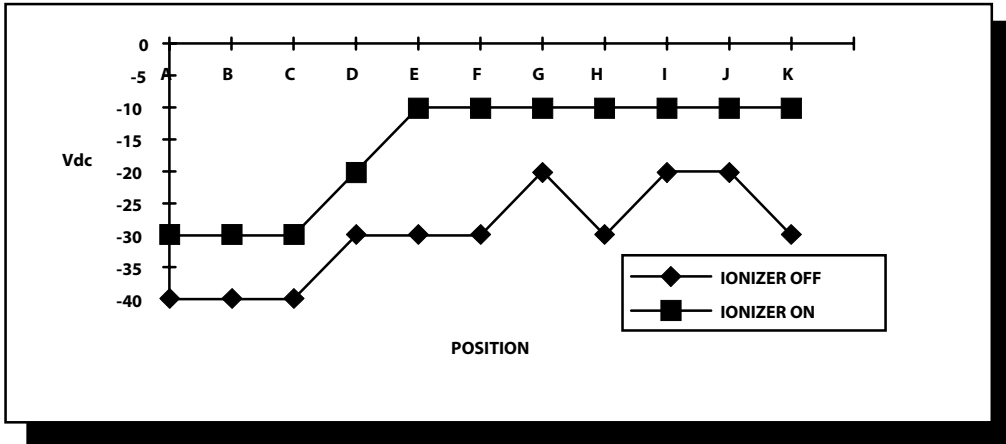 0
-5
A B C D E F G H I J K
-10
-15
Vdc
-20
-25
-30
-35
IONIZER OFF
-40
IONIZER ON
POSITION